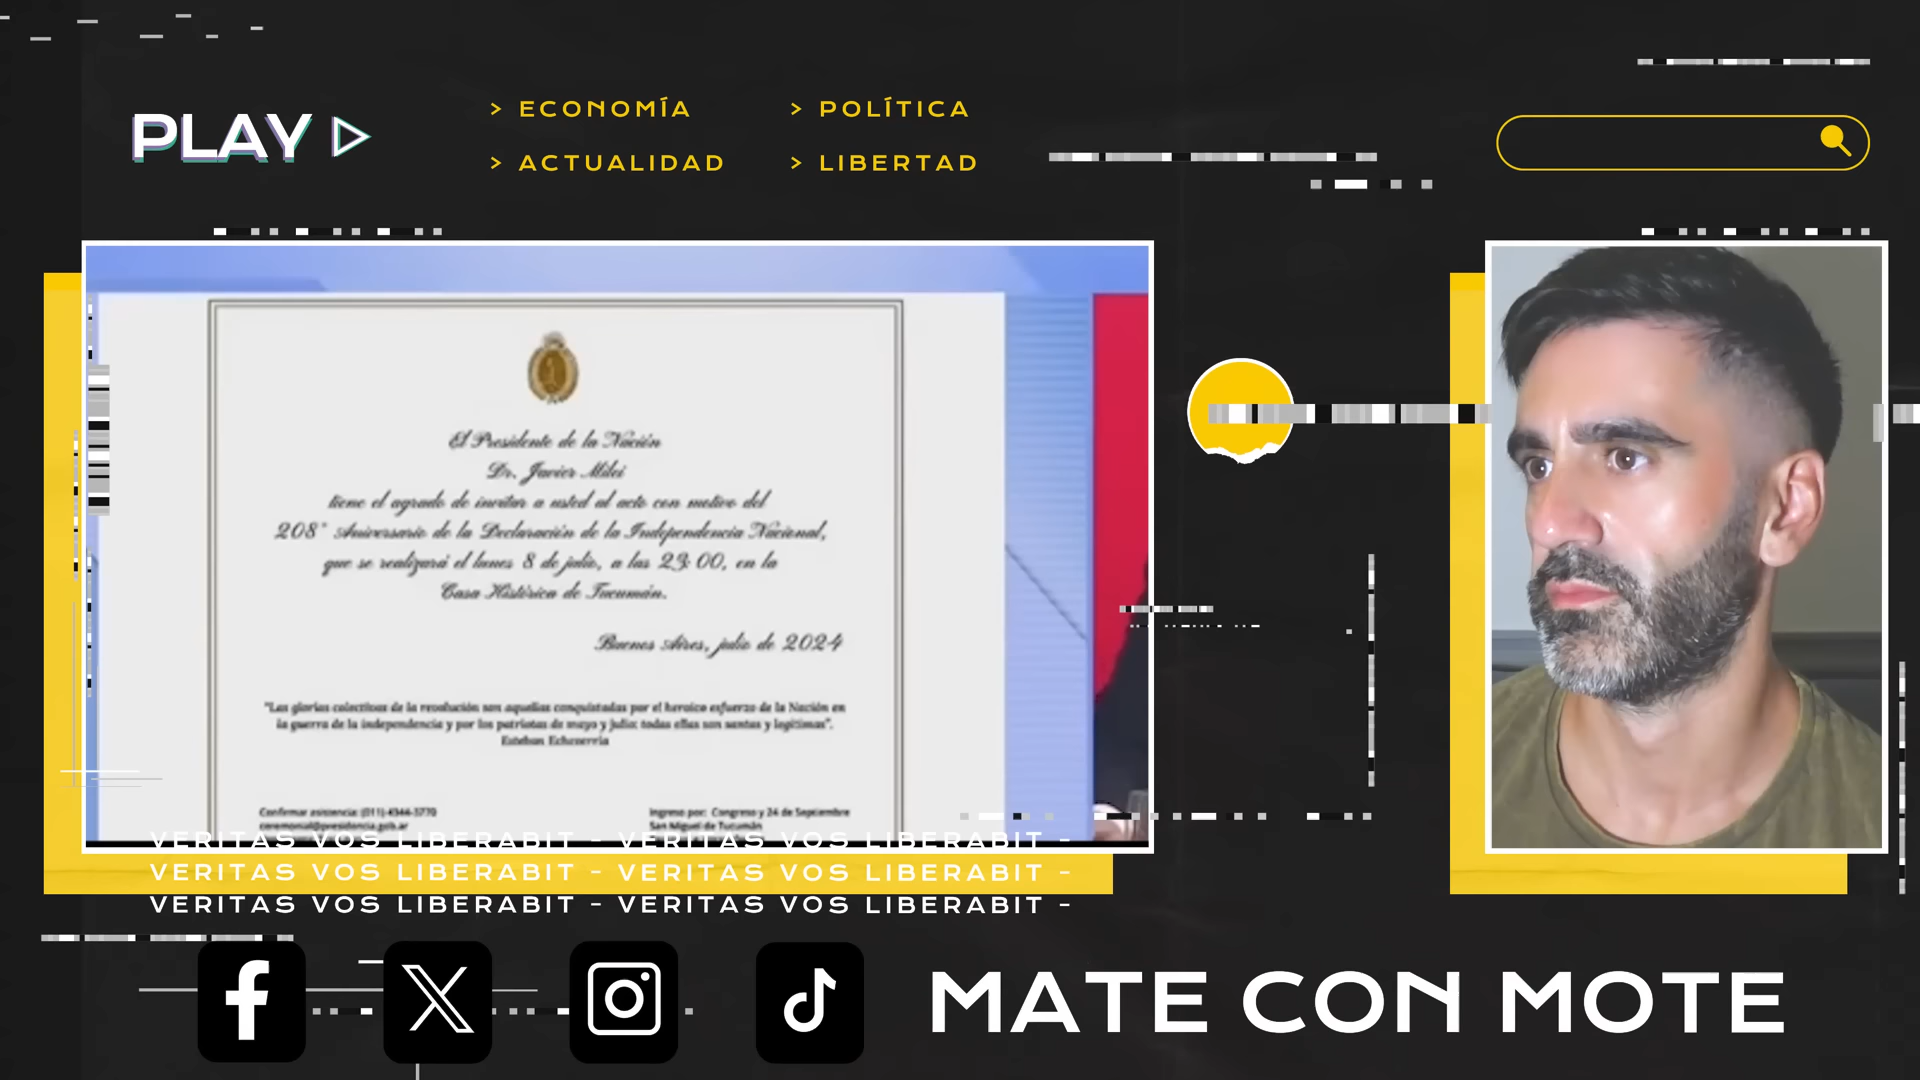 PLAY
> ECONOMÍA
> POLÍTICA
> ACTUALIDAD
> LIBERTAD
El Presidente de la Nación
Dr. Javier Milei
tiene el agrado de invitar a usted al acto con motivo del
208° Aniversario de la Declaración de la Independencia Nacional,
que se realizará el lunes 8 de julio, a las 23:00, en la
Casa Histórica de Tucumán.
Buenos Aires, julio de 2024
"Las glorias colectivas de la revolución son aquellas conquistadas por el heroico esfuerzo de la Nación en
la guerra de la independencia y por los patriotas de mayo y julio: todas ellas son santas y legítimas".
Esteban Echeverría
Confirmar asistencia: (011) 4344-3770
ceremonial@presidencia.gob.ar
Ingreso por: Congreso y 24 de Septiembre
San Miguel de Tucumán
VERITAS VOS LIBERABIT - VERITAS VOS LIBERABIT -
VERITAS VOS LIBERABIT - VERITAS VOS LIBERABIT -
VERITAS VOS LIBERABIT - VERITAS VOS LIBERABIT -
MATE CON MOTE